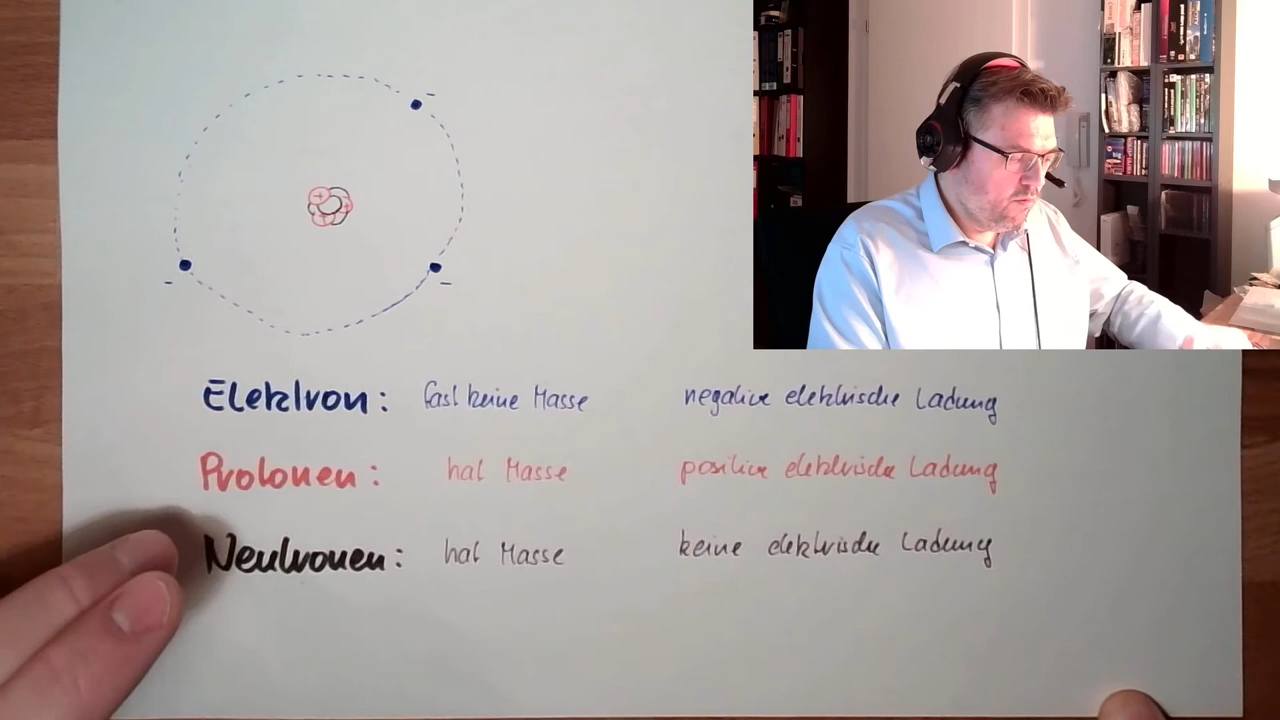 Elektron: fast keine Masse negative elektrische Ladung
Protonen: hat Masse positive elektrische Ladung
Neutronen: hat Masse keine elektrische Ladung